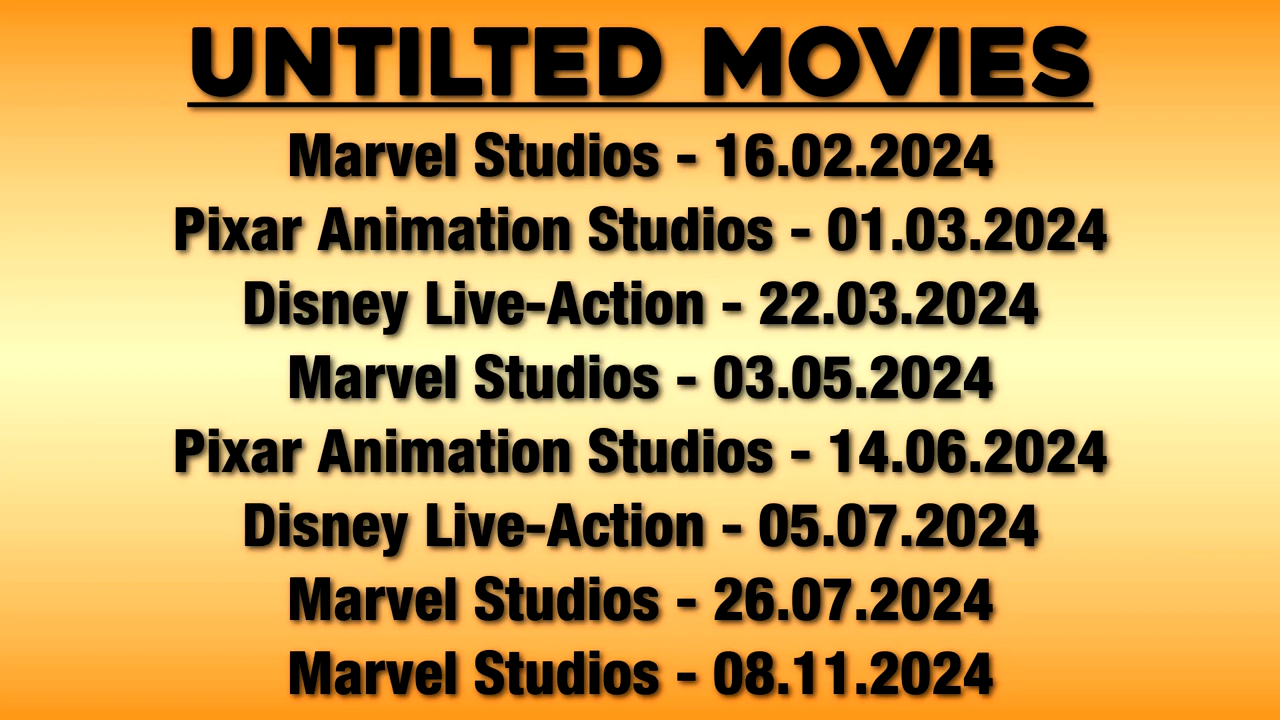 UNTILTED MOVIES
Marvel Studios - 16.02.2024
Pixar Animation Studios - 01.03.2024
Disney Live-Action - 22.03.2024
Marvel Studios - 03.05.2024
Pixar Animation Studios - 14.06.2024
Disney Live-Action - 05.07.2024
Marvel Studios - 26.07.2024
Marvel Studios - 08.11.2024